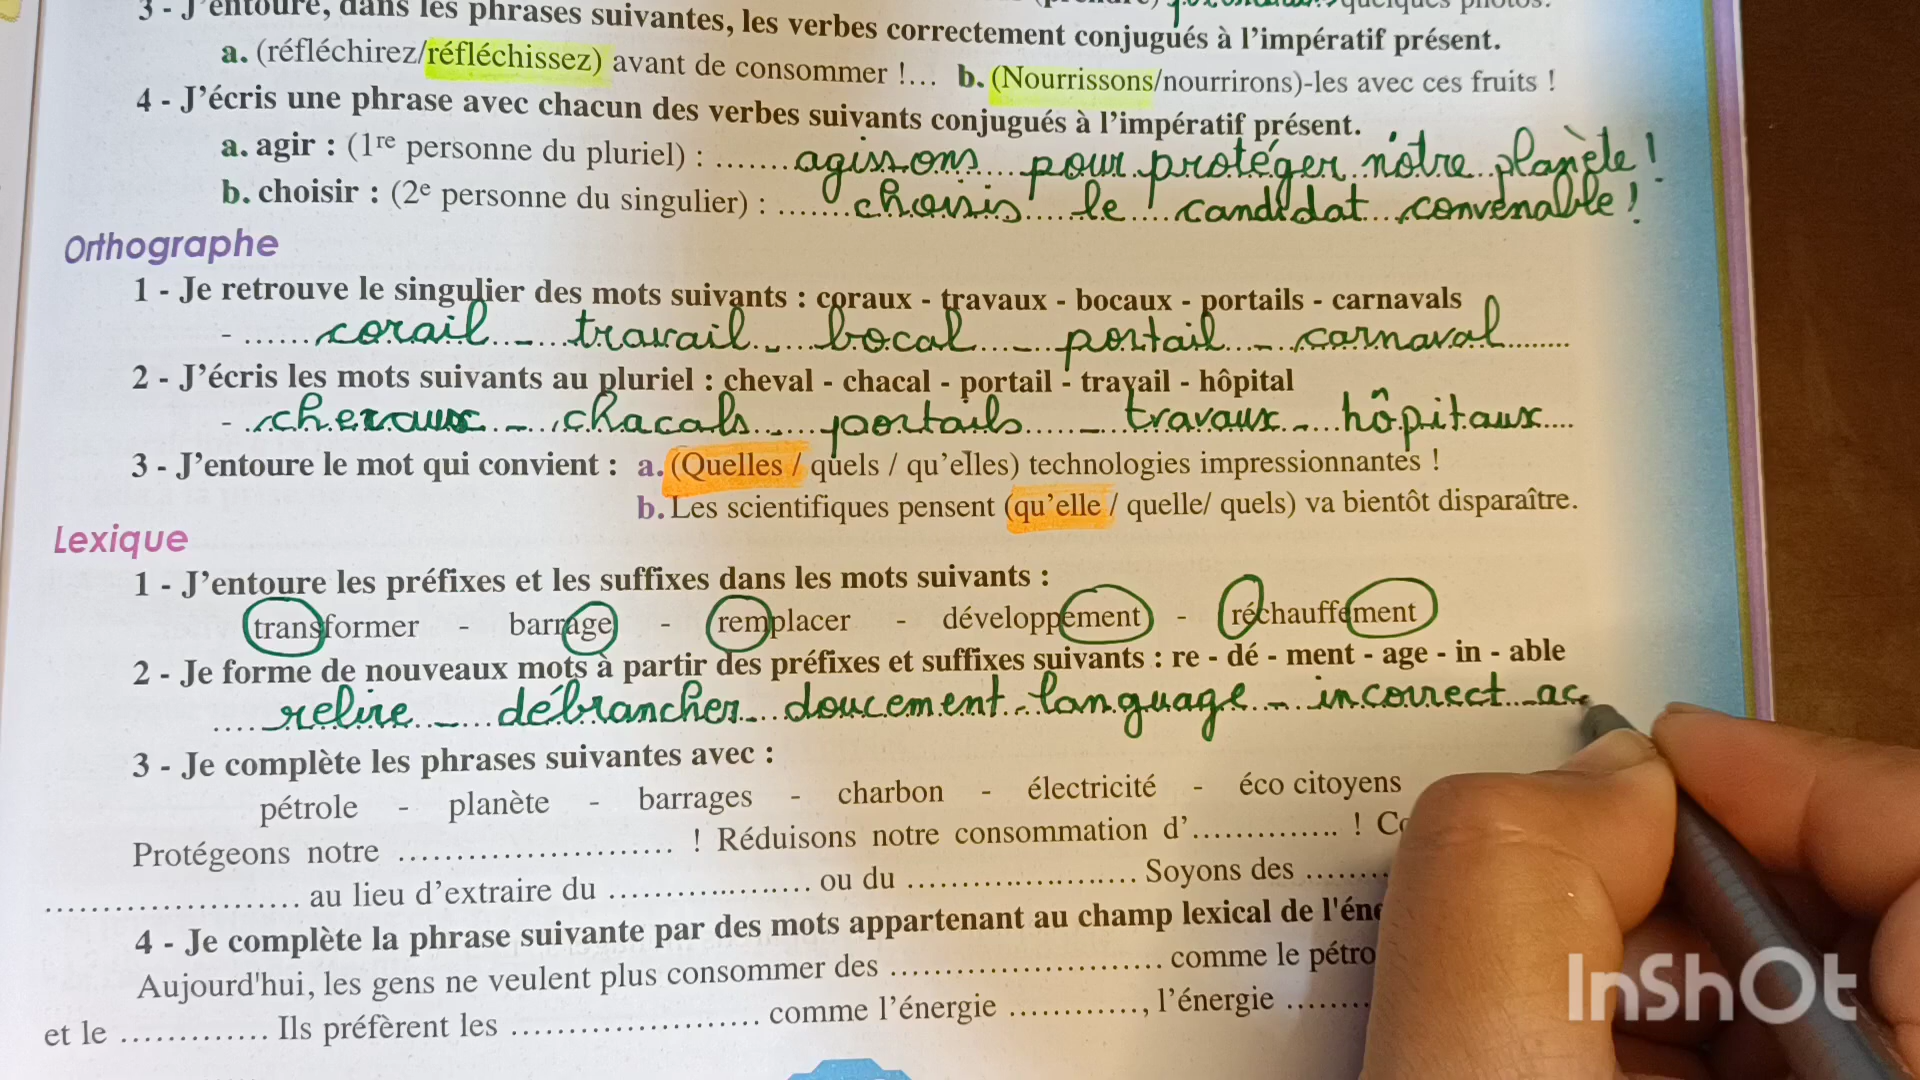 3 - J'entoure, dans les phrases suivantes, les verbes correctement conjugués à l'impératif présent.
a. (réfléchirez/réfléchissez) avant de consommer !... b. (Nourrissons/nourrirons)-les avec ces fruits !
4 - J'écris une phrase avec chacun des verbes suivants conjugués à l'impératif présent.
a. agir : (1re personne du pluriel) : ....... agissons pour protéger notre planète !
b. choisir : (2e personne du singulier) : ....... choisis le candidat convenable !
Orthographe
1 - Je retrouve le singulier des mots suivants : coraux - travaux - bocaux - portails - carnavals
- ...... corail - travail - bocal - portail - carnaval ........
2 - J'écris les mots suivants au pluriel : cheval - chacal - portail - travail - hôpital
- chevaux - chacals - portails - travaux - hôpitaux....
3 - J'entoure le mot qui convient : a. (Quelles / quels / qu'elles) technologies impressionnantes !
b. Les scientifiques pensent (qu'elle / quelle/ quels) va bientôt disparaître.
Lexique
1 - J'entoure les préfixes et les suffixes dans les mots suivants :
transformer - barrage - remplacer - développement - réchauffement
2 - Je forme de nouveaux mots à partir des préfixes et suffixes suivants : re - dé - ment - age - in - able
.... relire - débrancher - doucement - language - incorrect - ac
3 - Je complète les phrases suivantes avec :
pétrole - planète - barrages - charbon - électricité - éco citoyens
Protégeons notre ........................ ! Réduisons notre consommation d'.............. !
...................... au lieu d'extraire du .................... ou du ...................... Soyons des ........
4 - Je complète la phrase suivante par des mots appartenant au champ lexical de l'éne
Aujourd'hui, les gens ne veulent plus consommer des ........................ comme le pétro
et le ............. Ils préfèrent les ...................... comme l'énergie ............, l'énergie ........
InShOt